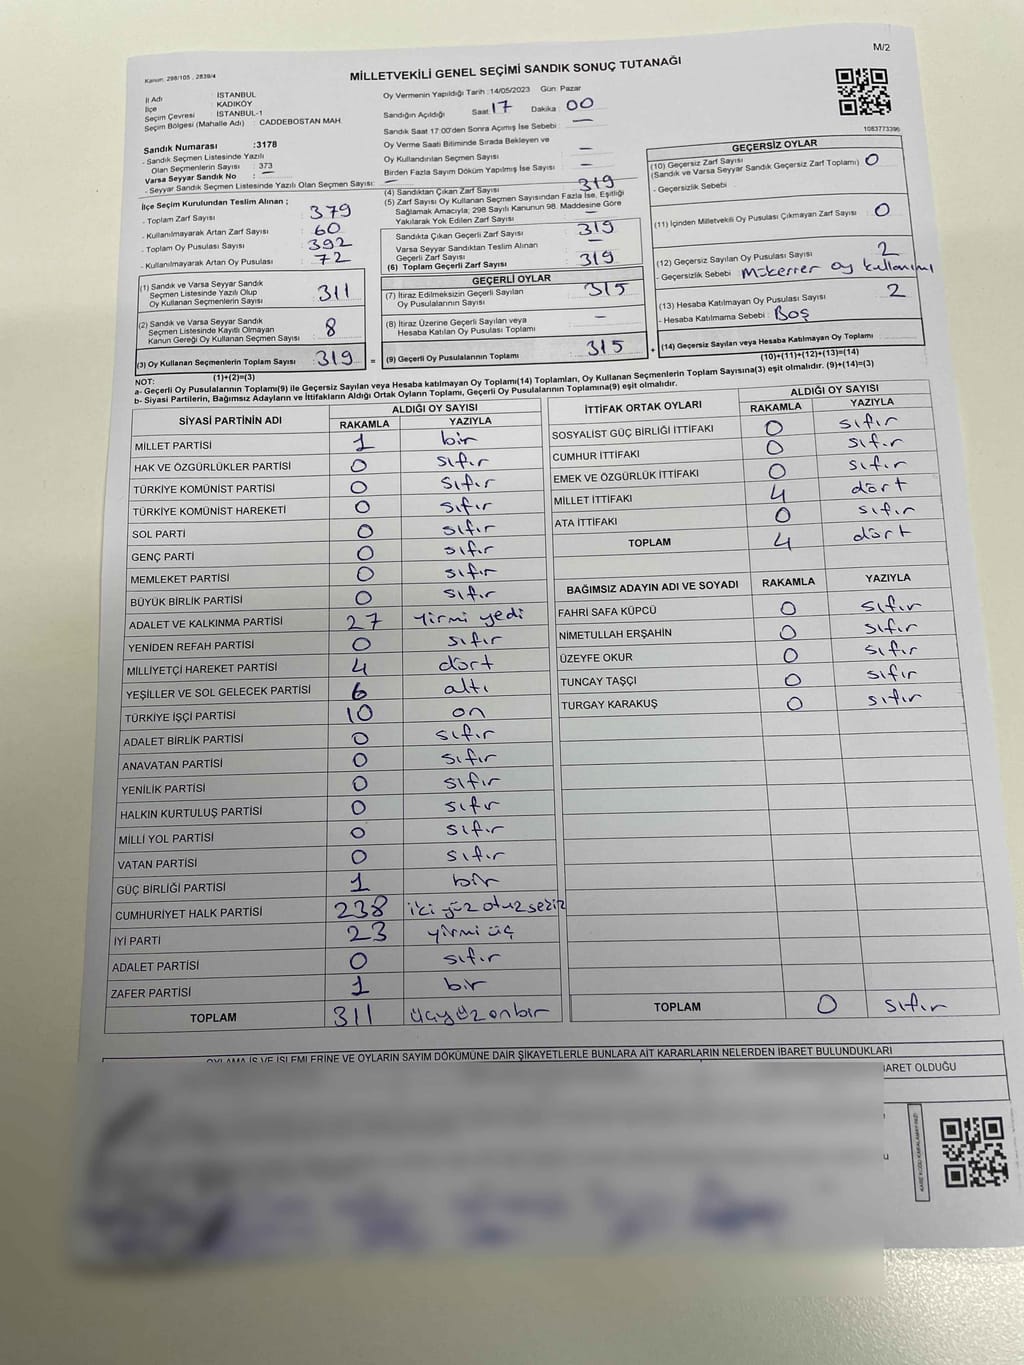 M/2
Kanun: 298/105 , 2839/4
MİLLETVEKİLİ GENEL SEÇİMİ SANDIK SONUÇ TUTANAĞI
1083773396
İl Adı İSTANBUL
İlçe KADIKÖY
Seçim Çevresi İSTANBUL-1
Seçim Bölgesi (Mahalle Adı) : CADDEBOSTAN MAH.
Sandık Numarası :3178
- Sandık Seçmen Listesinde Yazılı
Olan Seçmenlerin Sayısı : 373
Varsa Seyyar Sandık No : —
- Seyyar Sandık Seçmen Listesinde Yazılı Olan Seçmen Sayısı: —
Oy Vermenin Yapıldığı Tarih :14/05/2023 Gün: Pazar
Sandığın Açıldığı Saat: 17 Dakika: 00
Sandık Saat 17:00'den Sonra Açımış İse Sebebi : —
Oy Verme Saati Bitiminde Sırada Bekleyen ve
Oy Kullandırılan Seçmen Sayısı —
Birden Fazla Sayım Dökümü Yapılmış İse Sayısı : —
İlçe Seçim Kurulundan Teslim Alınan ;
- Toplam Zarf Sayısı : 379
- Kullanılmayarak Artan Zarf Sayısı : 60
- Toplam Oy Pusulası Sayısı : 392
- Kullanılmayarak Artan Oy Pusulası : 72
(1) Sandık ve Varsa Seyyar Sandık
Seçmen Listesinde Yazılı Olup
Oy Kullanan Seçmenlerin Sayısı : 311
(2) Sandık ve Varsa Seyyar Sandık
Seçmen Listesinde Kayıtlı Olmayan
Kanun Gereği Oy Kullanan Seçmen Sayısı : 8
(3) Oy Kullanan Seçmenlerin Toplam Sayısı : 319 =
(1)+(2)=(3)
(4) Sandıktan Çıkan Zarf Sayısı 319
(5) Zarf Sayısı Oy Kullanan Seçmen Sayısından Fazla İse, Eşitliği
Sağlamak Amacıyla; 298 Sayılı Kanunun 98. Maddesine Göre
Yakılarak Yok Edilen Zarf Sayısı : —
Sandıkta Çıkan Geçerli Zarf Sayısı : 319
Varsa Seyyar Sandıktan Teslim Alınan
Geçerli Zarf Sayısı : —
(6) Toplam Geçerli Zarf Sayısı : 319
GEÇERLİ OYLAR
(7) İtiraz Edilmeksizin Geçerli Sayılan
Oy Pusulalarının Sayısı : 315
(8) İtiraz Üzerine Geçerli Sayılan veya
Hesaba Katılan Oy Pusulası Toplamı : —
(9) Geçerli Oy Pusulalarının Toplamı : 315 +
GEÇERSİZ OYLAR
(10) Geçersiz Zarf Sayısı
(Sandık ve Varsa Seyyar Sandık Geçersiz Zarf Toplamı) : 0
- Geçersizlik Sebebi :
(11) İçinden Milletvekili Oy Pusulası Çıkmayan Zarf Sayısı : 0
(12) Geçersiz Sayılan Oy Pusulası Sayısı 2
- Geçersizlik Sebebi : Mükerrer oy kullanımı
(13) Hesaba Katılmayan Oy Pusulası Sayısı 2
- Hesaba Katılmama Sebebi : Boş
(14) Geçersiz Sayılan veya Hesaba Katılmayan Oy Toplamı :
(10)+(11)+(12)+(13)=(14)
NOT:
a- Geçerli Oy Pusulalarının Toplamı(9) ile Geçersiz Sayılan veya Hesaba katılmayan Oy Toplamı(14) Toplamları, Oy Kullanan Seçmenlerin Toplam Sayısına(3) eşit olmalıdır. (9)+(14)=(3)
b- Siyasi Partilerin, Bağımsız Adayların ve İttifakların Aldığı Ortak Oyların Toplamı, Geçerli Oy Pusulalarının Toplamına(9) eşit olmalıdır.
SİYASİ PARTİNİN ADI ALDIĞI OY SAYISI
RAKAMLA YAZIYLA
MİLLET PARTİSİ 1 bir
HAK VE ÖZGÜRLÜKLER PARTİSİ 0 sıfır
TÜRKİYE KOMÜNİST PARTİSİ 0 sıfır
TÜRKİYE KOMÜNİST HAREKETİ 0 sıfır
SOL PARTİ 0 sıfır
GENÇ PARTİ 0 sıfır
MEMLEKET PARTİSİ 0 sıfır
BÜYÜK BİRLİK PARTİSİ 0 sıfır
ADALET VE KALKINMA PARTİSİ 27 Yirmi yedi
YENİDEN REFAH PARTİSİ 0 sıfır
MİLLİYETÇİ HAREKET PARTİSİ 4 dört
YEŞİLLER VE SOL GELECEK PARTİSİ 6 altı
TÜRKİYE İŞÇİ PARTİSİ 10 on
ADALET BİRLİK PARTİSİ 0 sıfır
ANAVATAN PARTİSİ 0 sıfır
YENİLİK PARTİSİ 0 sıfır
HALKIN KURTULUŞ PARTİSİ 0 sıfır
MİLLİ YOL PARTİSİ 0 sıfır
VATAN PARTİSİ 0 sıfır
GÜÇ BİRLİĞİ PARTİSİ 1 bir
CUMHURİYET HALK PARTİSİ 238 iki yüz otuz sekiz
İYİ PARTİ 23 yirmi üç
ADALET PARTİSİ 0 sıfır
ZAFER PARTİSİ 1 bir
TOPLAM 311 üçyüz onbir
İTTİFAK ORTAK OYLARI ALDIĞI OY SAYISI
RAKAMLA YAZIYLA
SOSYALİST GÜÇ BİRLİĞİ İTTİFAKI 0 sıfır
CUMHUR İTTİFAKI 0 sıfır
EMEK VE ÖZGÜRLÜK İTTİFAKI 0 sıfır
MİLLET İTTİFAKI 4 dört
ATA İTTİFAKI 0 sıfır
TOPLAM 4 dört
BAĞIMSIZ ADAYIN ADI VE SOYADI RAKAMLA YAZIYLA
FAHRİ SAFA KÜPCÜ 0 sıfır
NİMETULLAH ERŞAHİN 0 sıfır
ÜZEYFE OKUR 0 sıfır
TUNCAY TAŞÇI 0 sıfır
TURGAY KARAKUŞ 0 sıfır
TOPLAM 0 sıfır
OYLAMA İŞ VE İŞLEMLERİNE VE OYLARIN SAYIM DÖKÜMÜNE DAİR ŞİKAYETLERLE BUNLARA AİT KARARLARIN NELERDEN İBARET BULUNDUKLARI
İBARET OLDUĞU